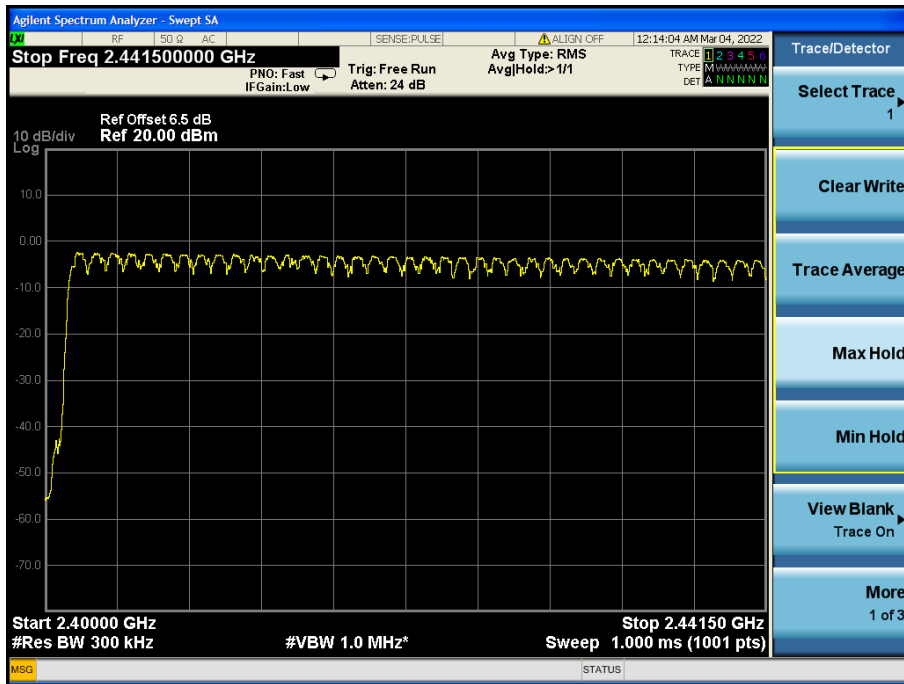 Agilent Spectrum Analyzer - Swept SA
LXI RF 50 Ω AC SENSE:PULSE ALIGN OFF 12:14:04 AM Mar 04, 2022
Stop Freq 2.441500000 GHz
PNO: Fast
IFGain:Low
Trig: Free Run
Atten: 24 dB
Avg Type: RMS
Avg|Hold:> 1/1
TRACE 1 2 3 4 5 6
TYPE M WWWWW
DET A N N N N N
Trace/Detector
Select Trace
1
Clear Write
Trace Average
Max Hold
Min Hold
View Blank
Trace On
More
1 of 3
Ref Offset 6.5 dB
10 dB/div Ref 20.00 dBm
Log
10.0
0.00
-10.0
-20.0
-30.0
-40.0
-50.0
-60.0
-70.0
Start 2.40000 GHz Stop 2.44150 GHz
#Res BW 300 kHz #VBW 1.0 MHz* Sweep 1.000 ms (1001 pts)
MSG STATUS